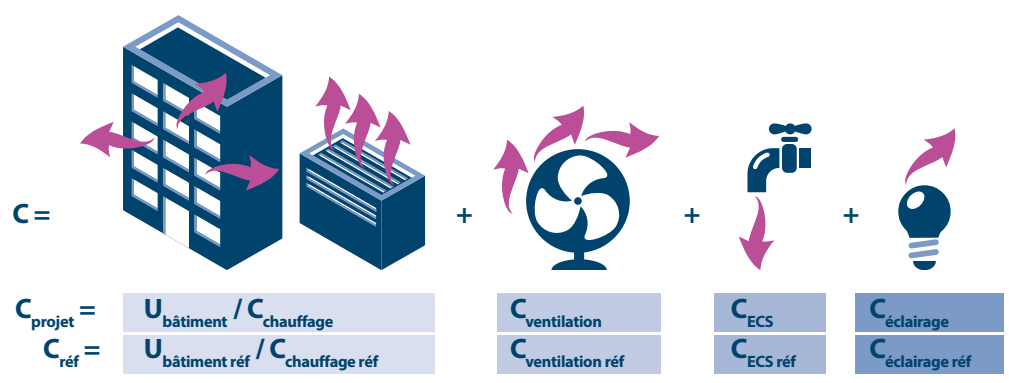 C = + + +
C projet = U bâtiment / C chauffage C ventilation C ECS C éclairage
C réf = U bâtiment réf / C chauffage réf C ventilation réf C ECS réf C éclairage réf